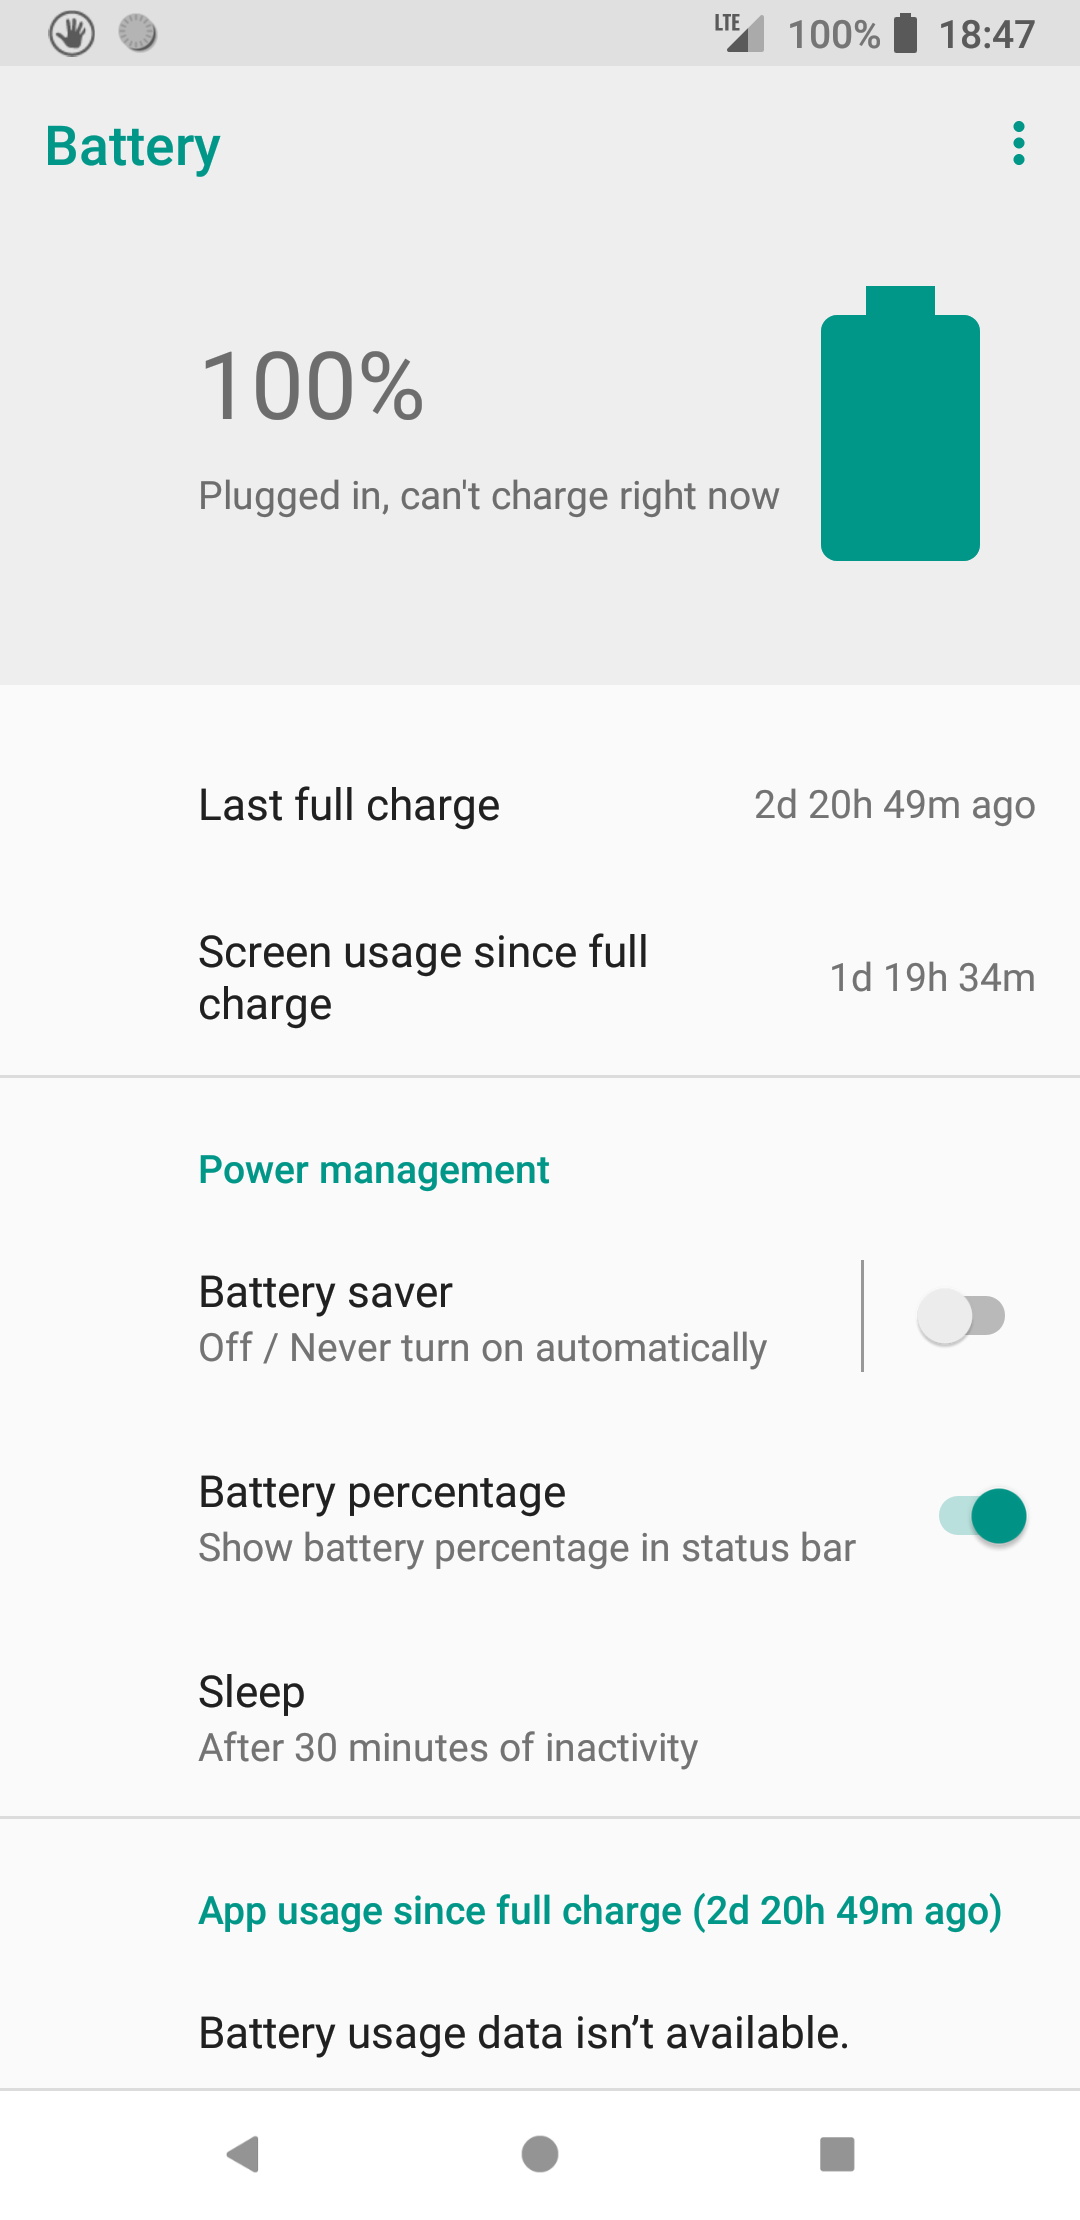 LTE 100% 18:47
Battery
100%
Plugged in, can't charge right now
Last full charge
2d 20h 49m ago
Screen usage since full
charge
1d 19h 34m
Power management
Battery saver
Off / Never turn on automatically
Battery percentage
Show battery percentage in status bar
Sleep
After 30 minutes of inactivity
App usage since full charge (2d 20h 49m ago)
Battery usage data isn’t available.